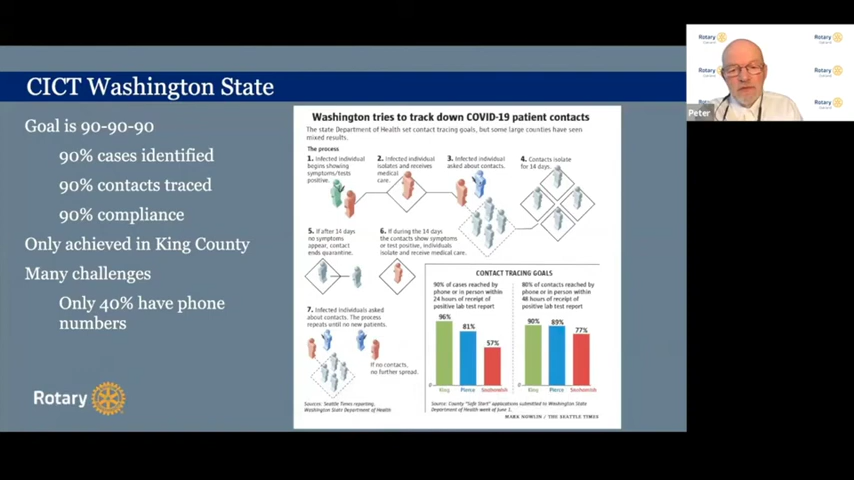 CICT Washington State
Goal is 90-90-90
90% cases identified
90% contacts traced
90% compliance
Only achieved in King County
Many challenges
Only 40% have phone
numbers
Rotary
Washington tries to track down COVID-19 patient contacts
The state Department of Health set contact tracing goals, but some large counties have seen
mixed results.
The process
1. Infected individual
begins showing
symptoms/tests
positive.
2. Infected individual
isolates and receives
medical
care.
3. Infected individual
asked about contacts.
4. Contacts isolate
for 14 days.
5. If after 14 days
no symptoms
appear, contact
ends quarantine.
6. If during the 14 days
the contacts show symptoms
or test positive, individuals
isolate and receive medical care.
7. Infected individuals asked
about contacts. The process
repeats until no new patients.
If no contacts,
no further spread.
Sources: Seattle Times reporting,
Washington State Department of Health
CONTACT TRACING GOALS
90% of cases reached by
phone or in person within
24 hours of receipt of
positive lab test report
96%
81%
57%
0
King
Pierce
Snohomish
80% of contacts reached by
phone or in person within
48 hours of receipt of
positive lab test report
90%
89%
77%
0
King
Pierce
Snohomish
Source: County "Safe Start" applications submitted to Washington State
Department of Health week of June 1.
MARK NOWLIN / THE SEATTLE TIMES
Rotary
Rotary
Rotary
Rotary
Rotary
Peter